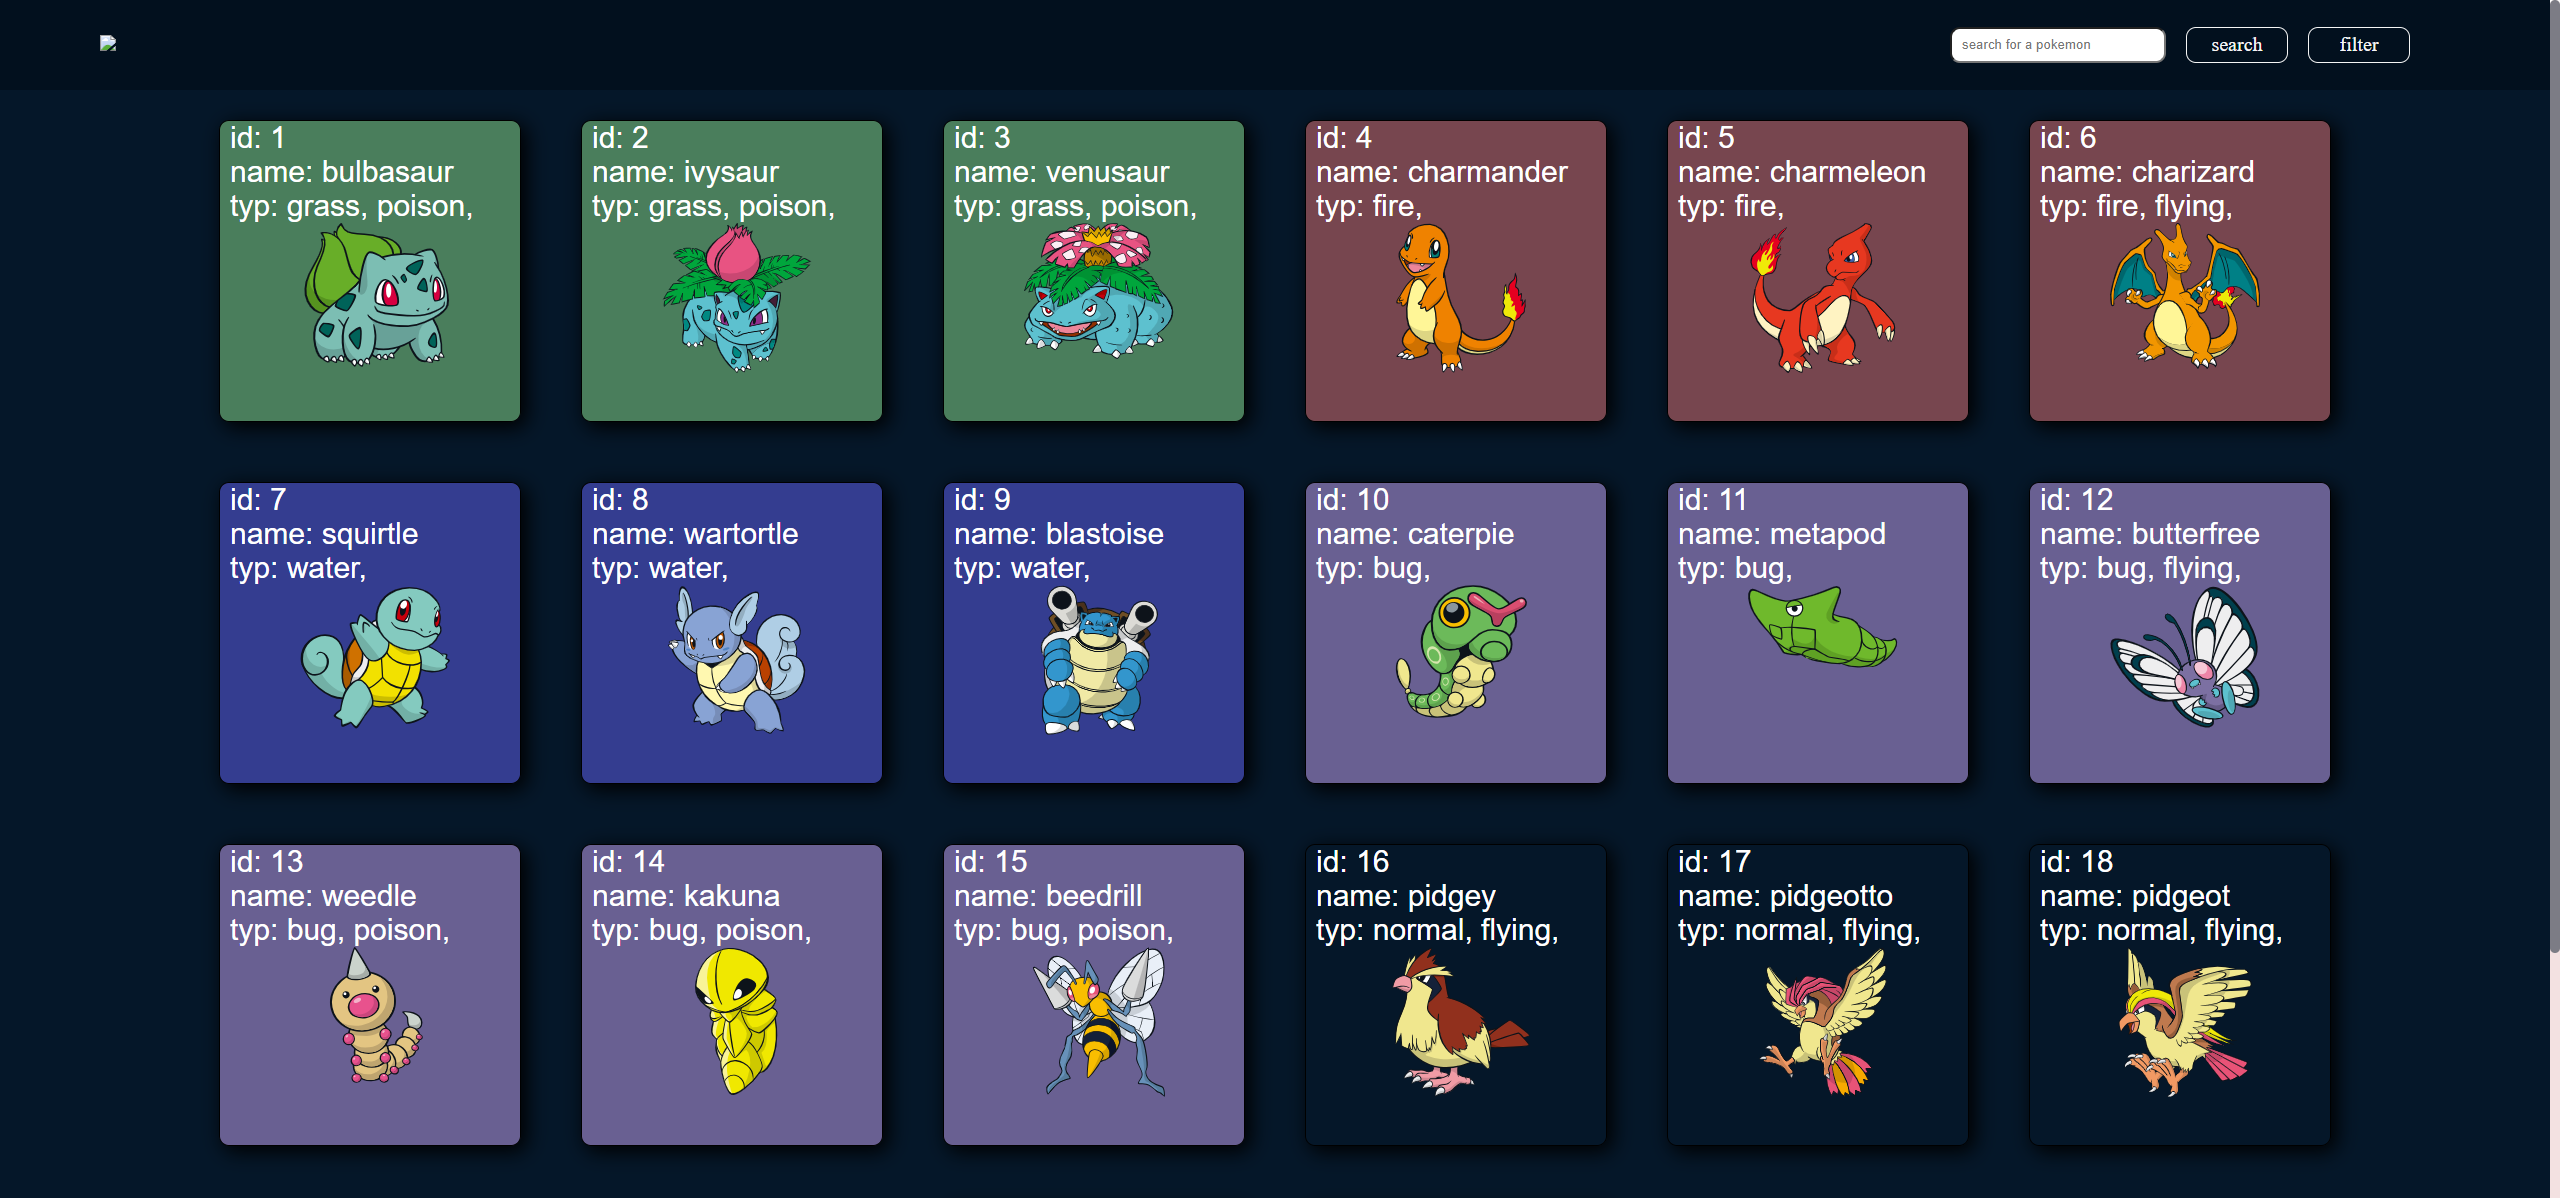 search for a pokemon
search
filter
id: 1
name: bulbasaur
typ: grass, poison,
id: 2
name: ivysaur
typ: grass, poison,
id: 3
name: venusaur
typ: grass, poison,
id: 4
name: charmander
typ: fire,
id: 5
name: charmeleon
typ: fire,
id: 6
name: charizard
typ: fire, flying,
id: 7
name: squirtle
typ: water,
id: 8
name: wartortle
typ: water,
id: 9
name: blastoise
typ: water,
id: 10
name: caterpie
typ: bug,
id: 11
name: metapod
typ: bug,
id: 12
name: butterfree
typ: bug, flying,
id: 13
name: weedle
typ: bug, poison,
id: 14
name: kakuna
typ: bug, poison,
id: 15
name: beedrill
typ: bug, poison,
id: 16
name: pidgey
typ: normal, flying,
id: 17
name: pidgeotto
typ: normal, flying,
id: 18
name: pidgeot
typ: normal, flying,